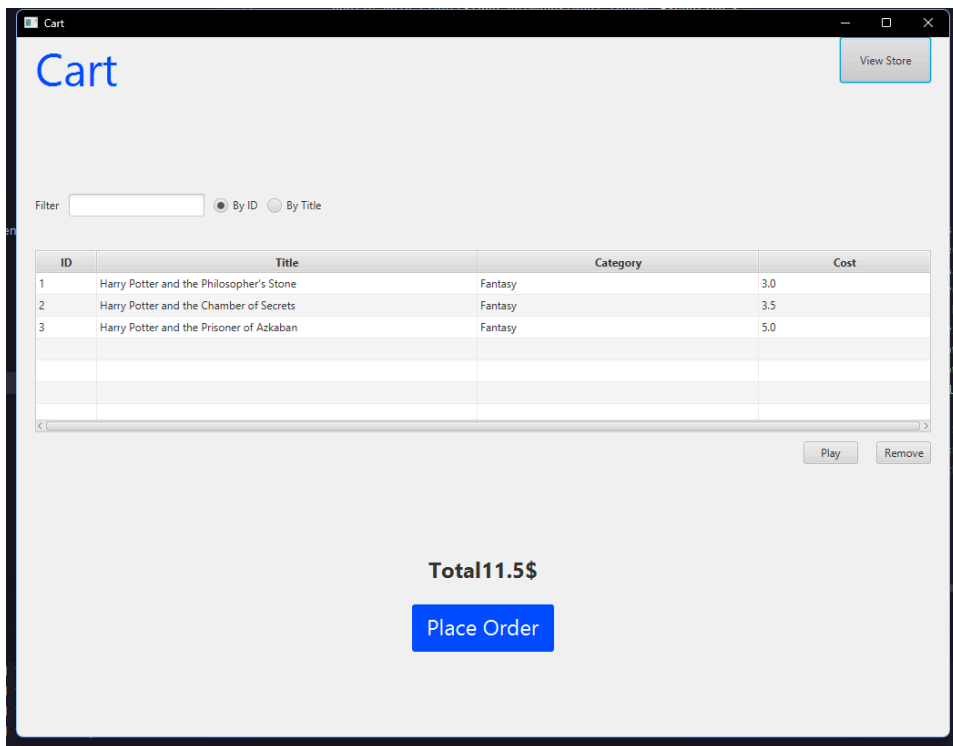 Cart
Cart
View Store
Filter By ID By Title
ID Title Category Cost
1 Harry Potter and the Philosopher's Stone Fantasy 3.0
2 Harry Potter and the Chamber of Secrets Fantasy 3.5
3 Harry Potter and the Prisoner of Azkaban Fantasy 5.0
Play Remove
Total11.5$
Place Order